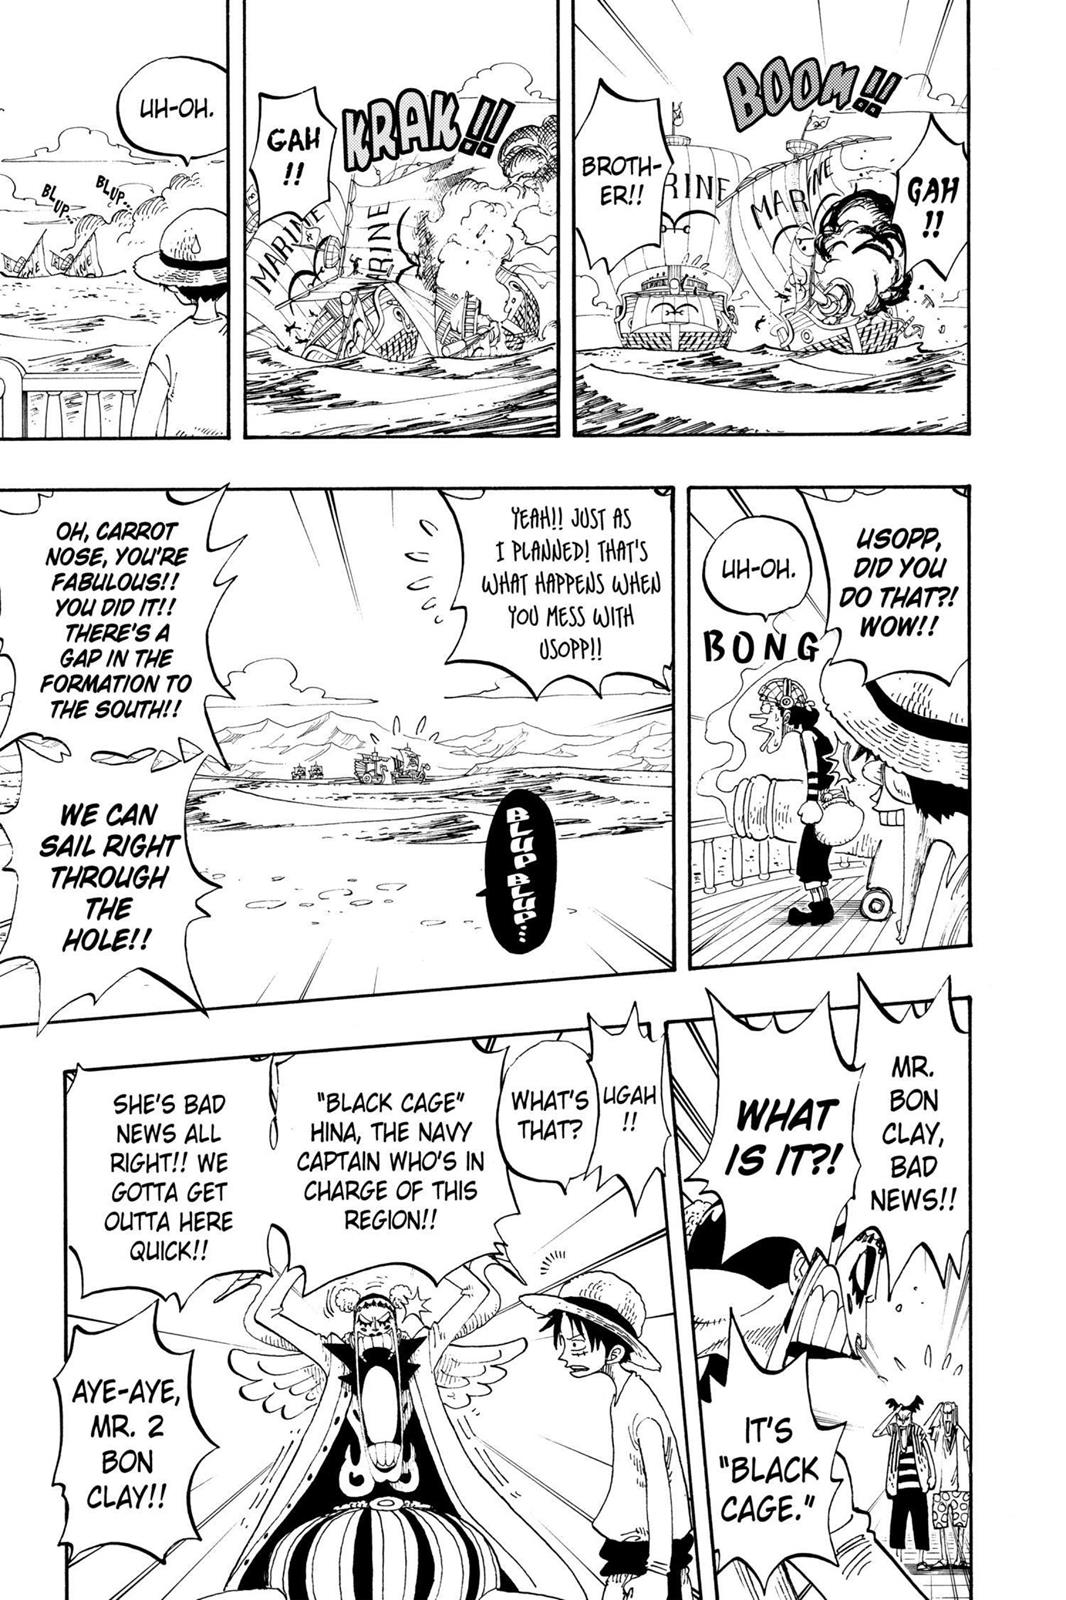 BOOM!!
GAH
!!
BROTH-
ER!!
MARINE
MARINE
KRAK!!
GAH
!!
MARINE
MARINE
UH-OH.
BLUP...
BLUP...
USOPP,
DID YOU
DO THAT?!
WOW!!
UH-OH.
BONG
YEAH!! JUST AS
I PLANNED! THAT'S
WHAT HAPPENS WHEN
YOU MESS WITH
USOPP!!
BLUP BLUP...
OH, CARROT
NOSE, YOU'RE
FABULOUS!!
YOU DID IT!!
THERE'S A
GAP IN THE
FORMATION TO
THE SOUTH!!
WE CAN
SAIL RIGHT
THROUGH
THE
HOLE!!
MR.
BON
CLAY,
BAD
NEWS!!
WHAT
IS IT?!
IT'S
"BLACK
CAGE."
UGAH
!!
WHAT'S
THAT?
"BLACK CAGE"
HINA, THE NAVY
CAPTAIN WHO'S IN
CHARGE OF THIS
REGION!!
SHE'S BAD
NEWS ALL
RIGHT!! WE
GOTTA GET
OUTTA HERE
QUICK!!
AYE-AYE,
MR. 2
BON
CLAY!!